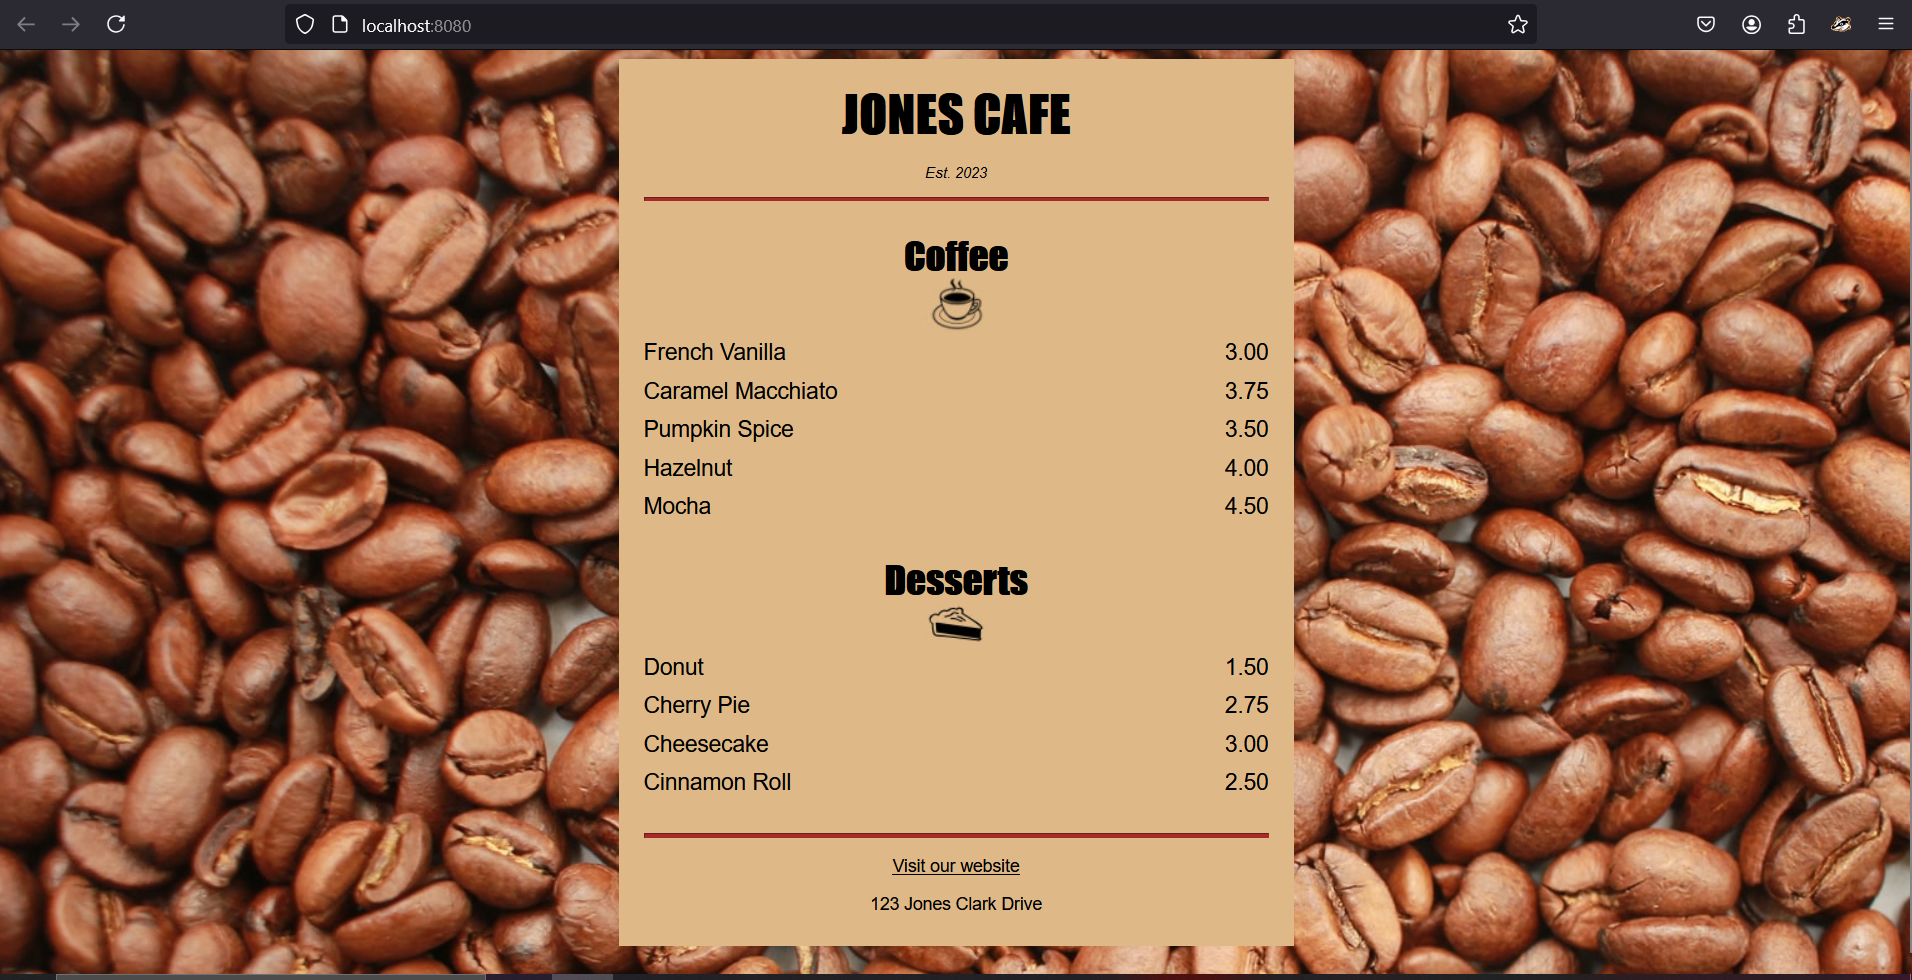 localhost:8080
JONES CAFE
Est. 2023
Coffee
French Vanilla 3.00
Caramel Macchiato 3.75
Pumpkin Spice 3.50
Hazelnut 4.00
Mocha 4.50
Desserts
Donut 1.50
Cherry Pie 2.75
Cheesecake 3.00
Cinnamon Roll 2.50
Visit our website
123 Jones Clark Drive